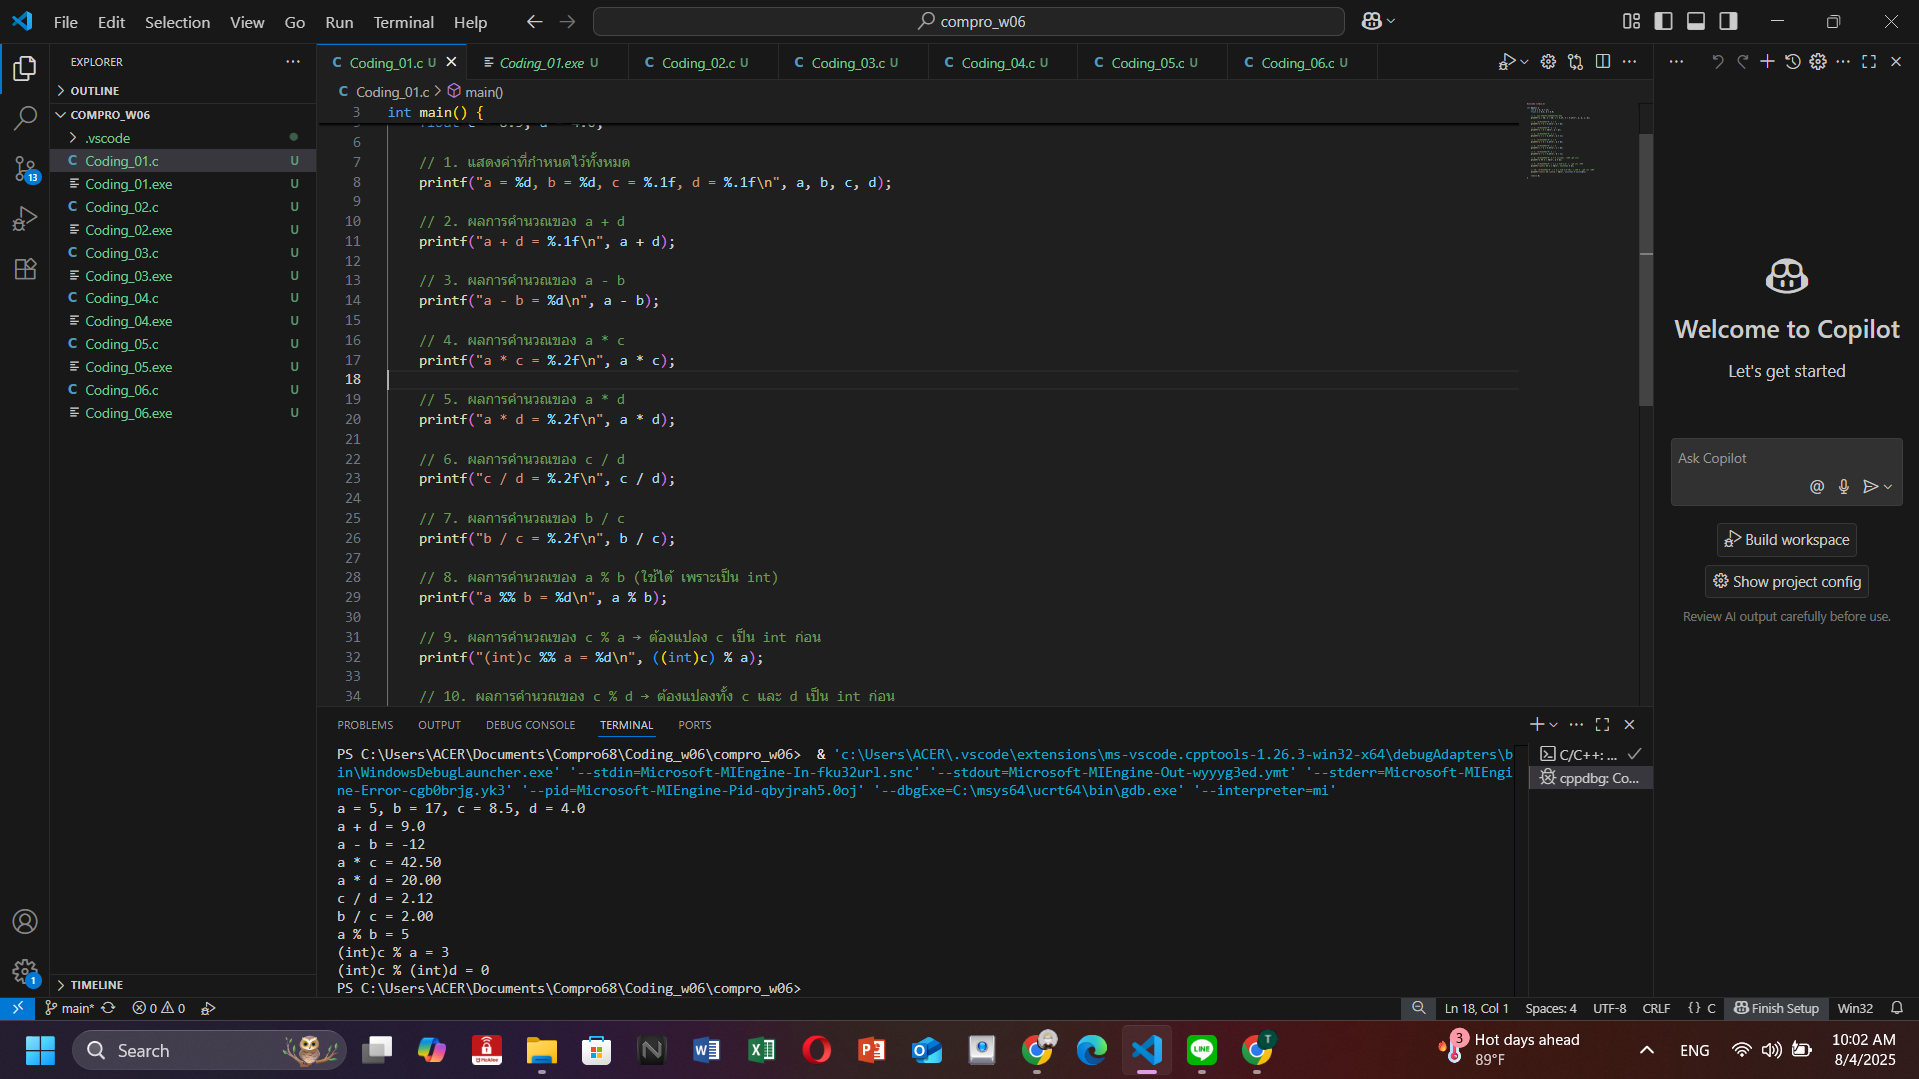 File Edit Selection View Go Run Terminal Help
compro_w06
EXPLORER
OUTLINE
COMPRO_W06
.vscode
Coding_01.c U
Coding_01.exe U
Coding_02.c U
Coding_02.exe U
Coding_03.c U
Coding_03.exe U
Coding_04.c U
Coding_04.exe U
Coding_05.c U
Coding_05.exe U
Coding_06.c U
Coding_06.exe U
TIMELINE
13
1
Coding_01.c U Coding_01.exe U Coding_02.c U Coding_03.c U Coding_04.c U Coding_05.c U Coding_06.c U
Coding_01.c > main()
3 int main() {
6
7 // 1. แสดงค่าที่กำหนดไว้ทั้งหมด
8 printf("a = %d, b = %d, c = %.1f, d = %.1f\n", a, b, c, d);
9
10 // 2. ผลการคำนวณของ a + d
11 printf("a + d = %.1f\n", a + d);
12
13 // 3. ผลการคำนวณของ a - b
14 printf("a - b = %d\n", a - b);
15
16 // 4. ผลการคำนวณของ a * c
17 printf("a * c = %.2f\n", a * c);
18
19 // 5. ผลการคำนวณของ a * d
20 printf("a * d = %.2f\n", a * d);
21
22 // 6. ผลการคำนวณของ c / d
23 printf("c / d = %.2f\n", c / d);
24
25 // 7. ผลการคำนวณของ b / c
26 printf("b / c = %.2f\n", b / c);
27
28 // 8. ผลการคำนวณของ a % b (ใช้ได้ เพราะเป็น int)
29 printf("a %% b = %d\n", a % b);
30
31 // 9. ผลการคำนวณของ c % a → ต้องแปลง c เป็น int ก่อน
32 printf("(int)c %% a = %d\n", ((int)c) % a);
33
34 // 10. ผลการคำนวณของ c % d → ต้องแปลงทั้ง c และ d เป็น int ก่อน
PROBLEMS OUTPUT DEBUG CONSOLE TERMINAL PORTS
PS C:\Users\ACER\Documents\Compro68\Coding_w06\compro_w06> & 'c:\Users\ACER\.vscode\extensions\ms-vscode.cpptools-1.26.3-win32-x64\debugAdapters\b
in\WindowsDebugLauncher.exe' '--stdin=Microsoft-MIEngine-In-fku32url.snc' '--stdout=Microsoft-MIEngine-Out-wyyyg3ed.ymt' '--stderr=Microsoft-MIEngi
ne-Error-cgb0brjg.yk3' '--pid=Microsoft-MIEngine-Pid-qbyjrah5.0oj' '--dbgExe=C:\msys64\ucrt64\bin\gdb.exe' '--interpreter=mi'
a = 5, b = 17, c = 8.5, d = 4.0
a + d = 9.0
a - b = -12
a * c = 42.50
a * d = 20.00
c / d = 2.12
b / c = 2.00
a % b = 5
(int)c % a = 3
(int)c % (int)d = 0
PS C:\Users\ACER\Documents\Compro68\Coding_w06\compro_w06>
C/C++: ...
cppdbg: Co...
Welcome to Copilot
Let's get started
Ask Copilot
Build workspace
Show project config
Review AI output carefully before use.
main* 0 0
Ln 18, Col 1 Spaces: 4 UTF-8 CRLF {} C Finish Setup Win32
Search
3
Hot days ahead
89°F
ENG
10:02 AM
8/4/2025